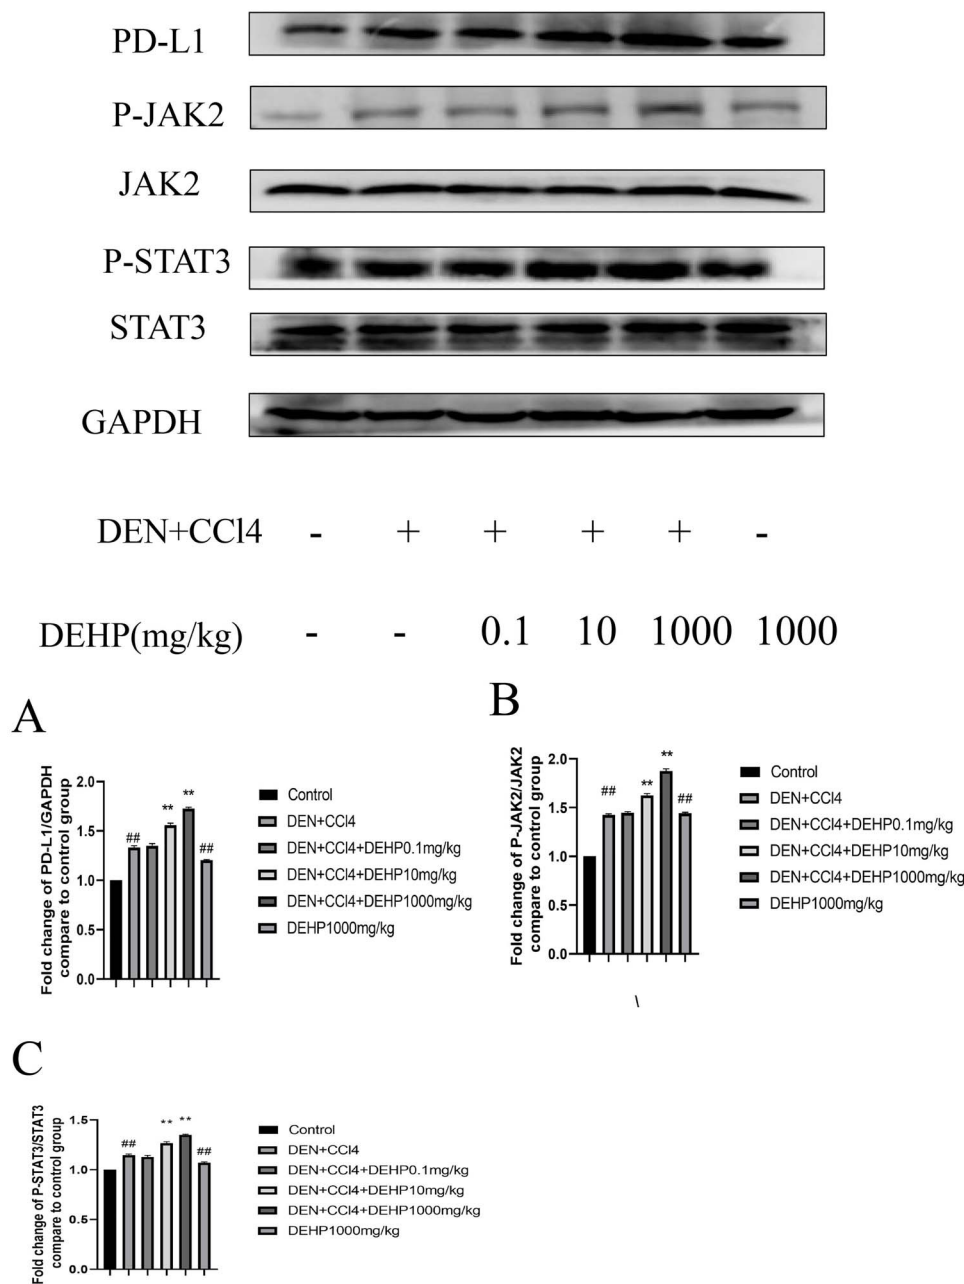 PD-L1
P-JAK2
JAK2
P-STAT3
STAT3
GAPDH
DEN+CCl4 - + + + + -
DEHP(mg/kg) - - 0.1 10 1000 1000
A
Fold change of PD-L1/GAPDH
compare to control group
2.0
1.5
1.0
0.5
0.0
## ** ** ##
Control
DEN+CCl4
DEN+CCl4+DEHP0.1mg/kg
DEN+CCl4+DEHP10mg/kg
DEN+CCl4+DEHP1000mg/kg
DEHP1000mg/kg
B
Fold change of P-JAK2/JAK2
compare to control group
2.0
1.5
1.0
0.5
0.0
## ** ** ##
\
Control
DEN+CCl4
DEN+CCl4+DEHP0.1mg/kg
DEN+CCl4+DEHP10mg/kg
DEN+CCl4+DEHP1000mg/kg
DEHP1000mg/kg
C
Fold change of P-STAT3/STAT3
compare to control group
1.5
1.0
0.5
0.0
## ** ** ##
Control
DEN+CCl4
DEN+CCl4+DEHP0.1mg/kg
DEN+CCl4+DEHP10mg/kg
DEN+CCl4+DEHP1000mg/kg
DEHP1000mg/kg